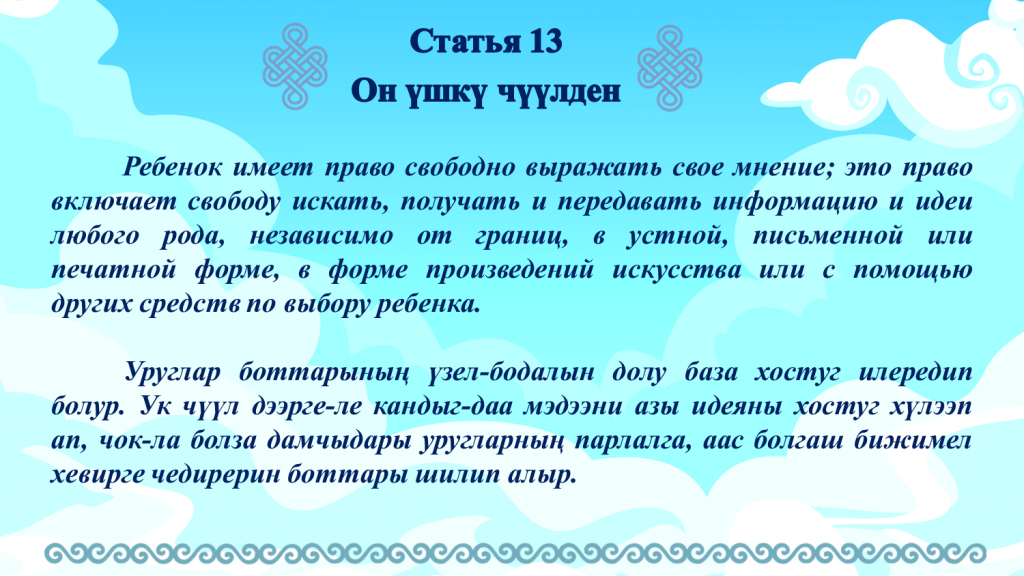 Статья 13
Он үшкү чүүлден
Ребенок имеет право свободно выражать свое мнение; это право
включает свободу искать, получать и передавать информацию и идеи
любого рода, независимо от границ, в устной, письменной или
печатной форме, в форме произведений искусства или с помощью
других средств по выбору ребенка.
Уруглар боттарының үзел-бодалын долу база хостуг илередип
болур. Ук чүүл дээрге-ле кандыг-даа мэдээни азы идеяны хостуг хүлээп
ап, чок-ла болза дамчыдары уругларның парлалга, аас болгаш бижимел
хевирге чедирерин боттары шилип алыр.